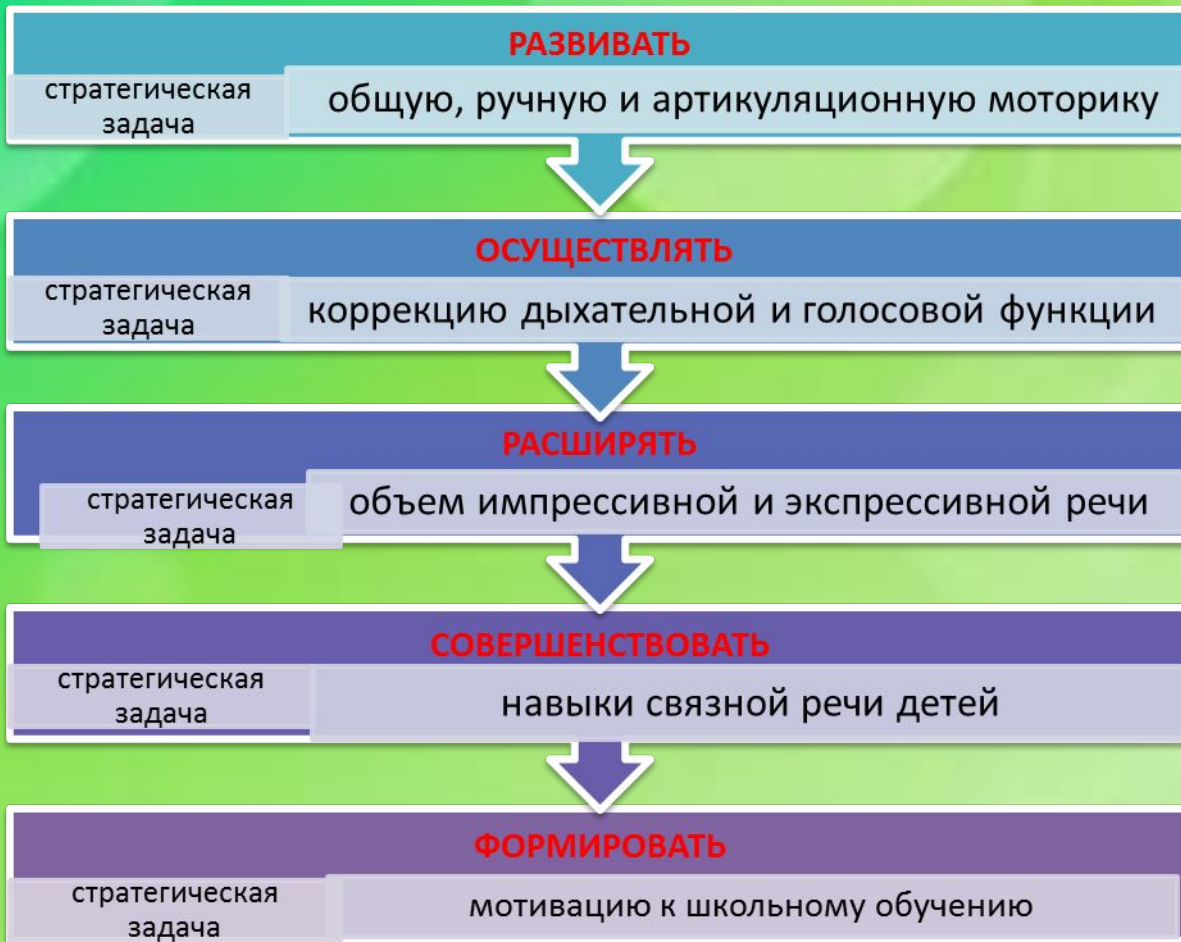 РАЗВИВАТЬ
стратегическая
задача
общую, ручную и артикуляционную моторику
ОСУЩЕСТВЛЯТЬ
стратегическая
задача
коррекцию дыхательной и голосовой функции
РАСШИРЯТЬ
стратегическая
задача
объем импрессивной и экспрессивной речи
СОВЕРШЕНСТВОВАТЬ
стратегическая
задача
навыки связной речи детей
ФОРМИРОВАТЬ
стратегическая
задача
мотивацию к школьному обучению